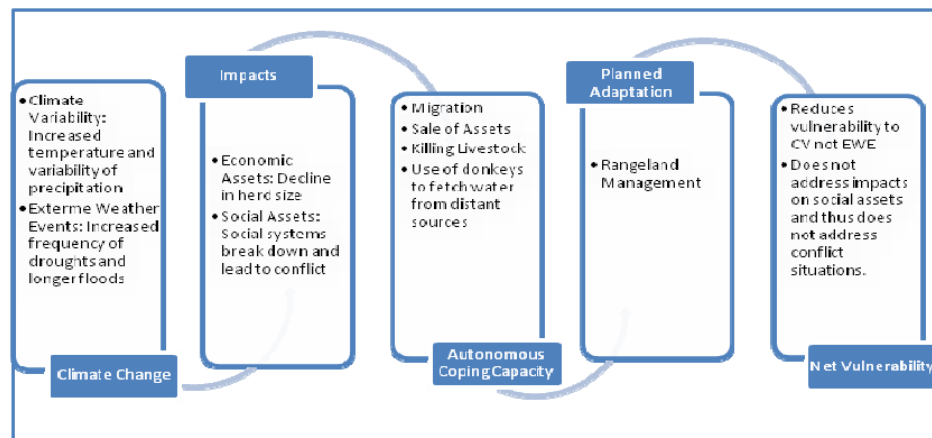 Climate
Variability:
Increased
temperature and
variability of
precipitation
Exterme Weather
Events: Increased
frequency of
droughts and
longer floods
Climate Change
Impacts
Economic
Assets: Decline
in herd size
Social Assets:
Social systems
break down and
lead to conflict
Migration
Sale of Assets
Killing Livestock
Use of donkeys
to fetch water
from distant
sources
Autonomous
Coping Capacity
Planned
Adaptation
Rangeland
Management
Reduces
vulnerability to
CV not EWE
Does not
address impacts
on social assets
and thus does
not address
conflict
situations.
Net Vulnerability